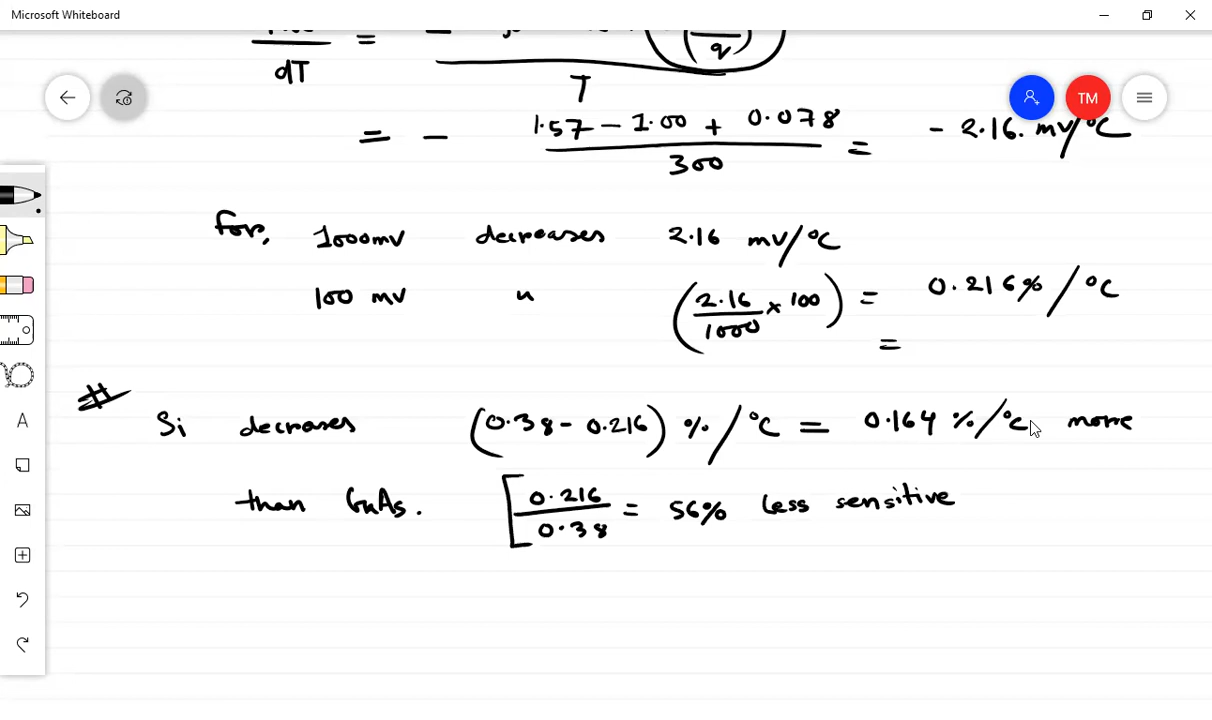 Microsoft Whiteboard
dT = T q
TM
= - 1.57 - 1.00 + 0.078 / 300 = - 2.16. mv/°C
For, 1000mv decreases 2.16 mv/°C
100 mv " (2.16/1000 × 100) = 0.216%/°C
=
#
Si decreases (0.38 - 0.216) %/°C = 0.164 %/°C more
than GaAs. [0.216/0.38 = 56% less sensitive
A